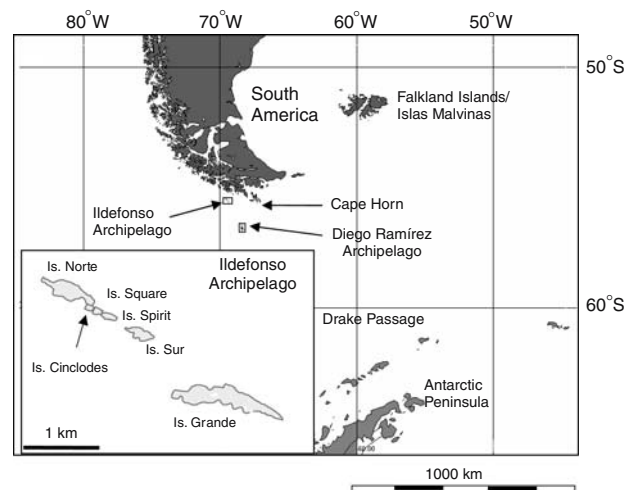 80°W
70°W
60°W
50°W
50°S
South
America
Falkland Islands/
Islas Malvinas
Ildefonso
Archipelago
Cape Horn
Diego Ramírez
Archipelago
Ildefonso
Archipelago
Is. Norte
Is. Square
Is. Spirit
Is. Sur
Is. Cinclodes
Is. Grande
1 km
60°S
Drake Passage
Antarctic
Peninsula
1000 km